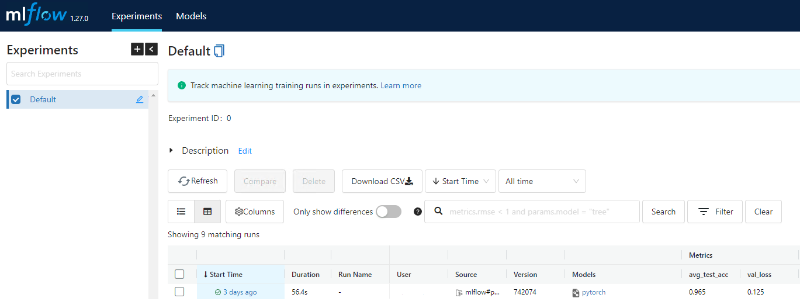 mlflow 1.27.0 Experiments Models
Experiments + <
Search Experiments
Default
Default
Track machine learning training runs in experiments. Learn more
Experiment ID: 0
Description Edit
Refresh Compare Delete Download CSV Start Time All time
Columns Only show differences ? metrics.rmse < 1 and params.model = "tree" Search Filter Clear
Showing 9 matching runs
Metrics
Start Time Duration Run Name User Source Version Models avg_test_acc val_loss
3 days ago 56.4s - mlflow#p... 742074 pytorch 0.965 0.125